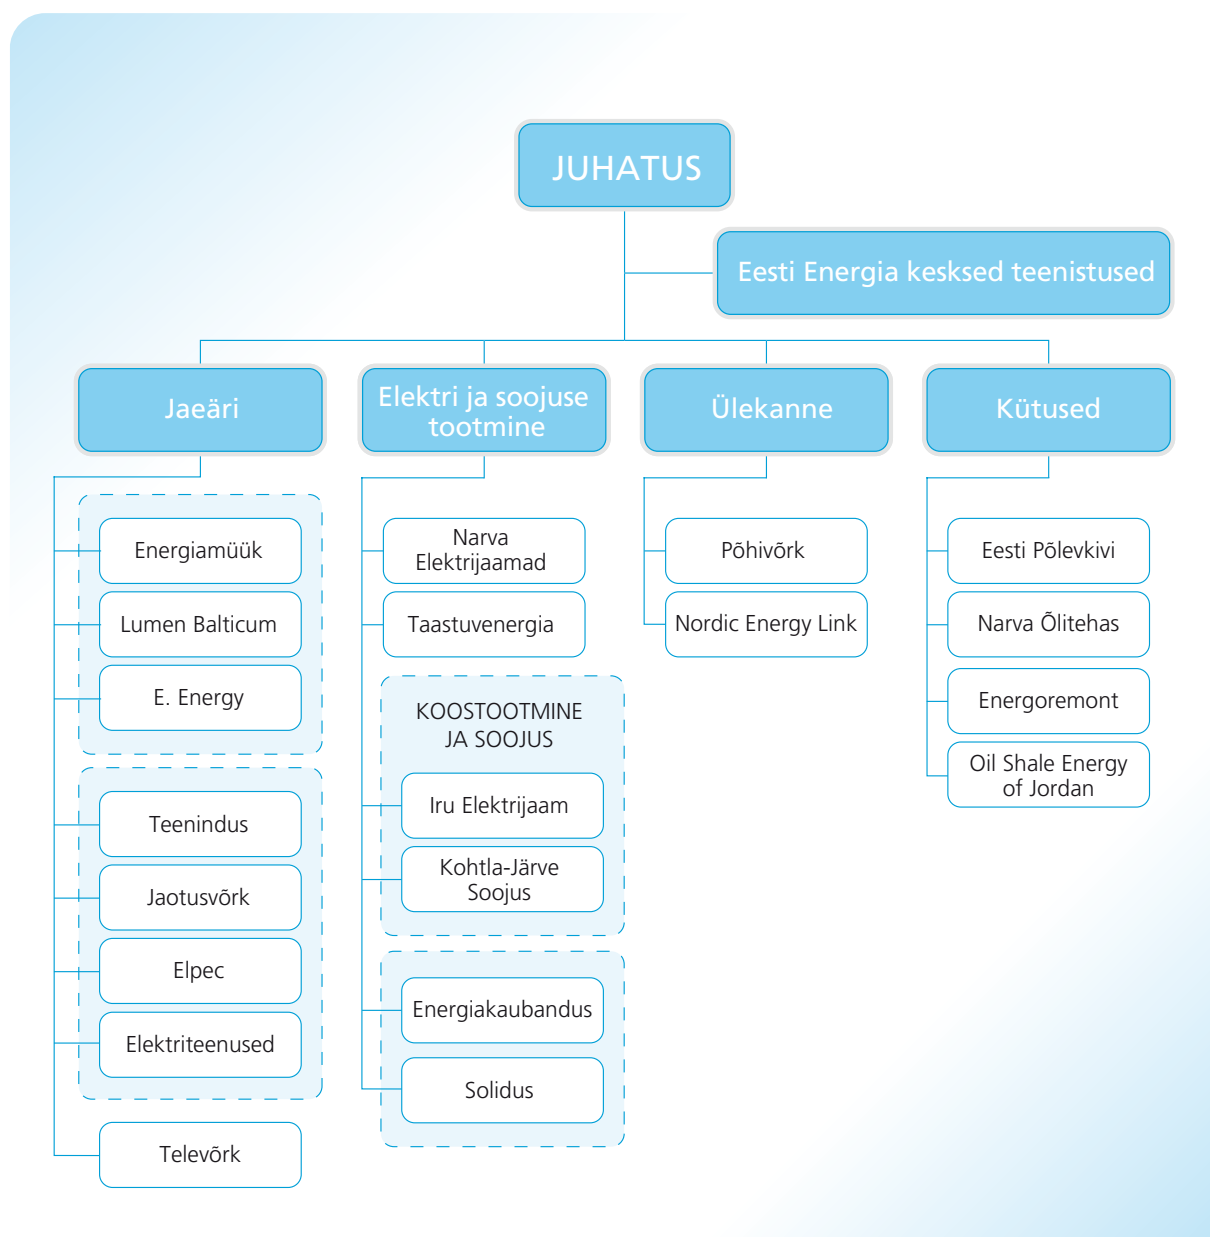 JUHATUS
Eesti Energia kesksed teenistused
Jaeäri
Energiamüük
Lumen Balticum
E. Energy
Teenindus
Jaotusvõrk
Elpec
Elektriteenused
Televõrk
Elektri ja soojuse
tootmine
Narva
Elektrijaamad
Taastuvenergia
KOOSTOOTMINE
JA SOOJUS
Iru Elektrijaam
Kohtla-Järve
Soojus
Energiakaubandus
Solidus
Ülekanne
Põhivõrk
Nordic Energy Link
Kütused
Eesti Põlevkivi
Narva Õlitehas
Energoremont
Oil Shale Energy
of Jordan